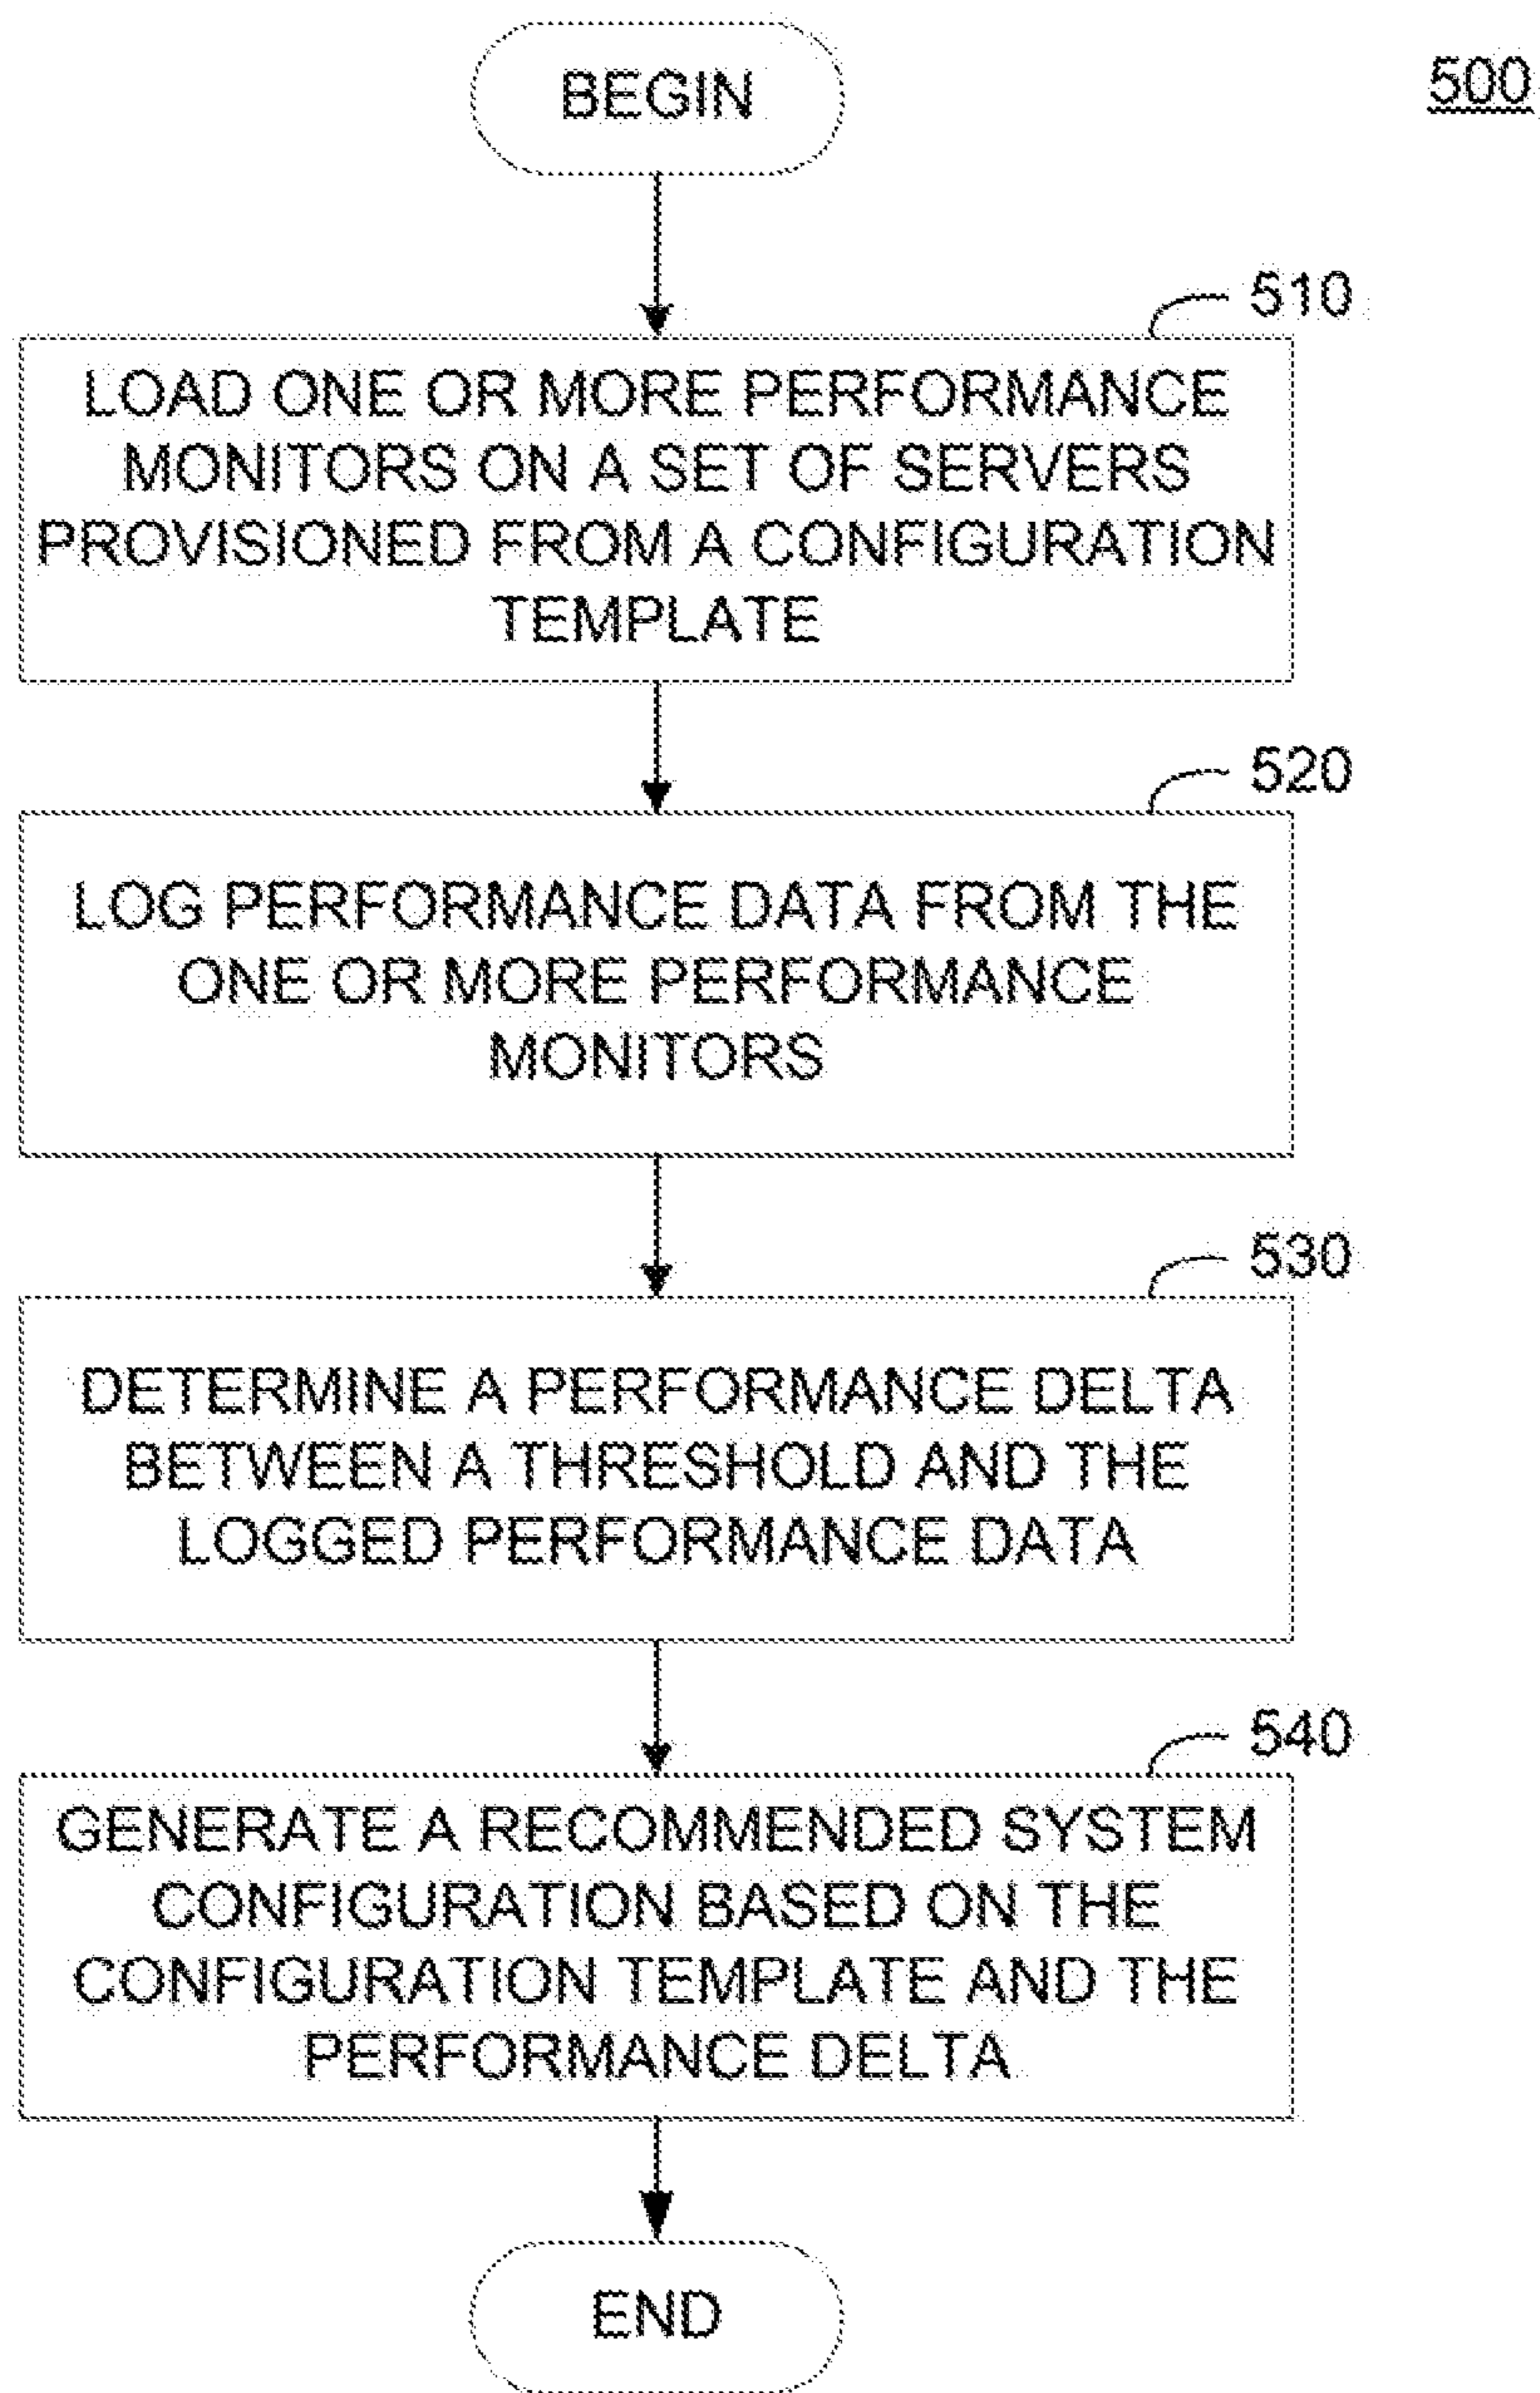 BEGIN
500
510
LOAD ONE OR MORE PERFORMANCE
MONITORS ON A SET OF SERVERS
PROVISIONED FROM A CONFIGURATION
TEMPLATE
520
LOG PERFORMANCE DATA FROM THE
ONE OR MORE PERFORMANCE
MONITORS
530
DETERMINE A PERFORMANCE DELTA
BETWEEN A THRESHOLD AND THE
LOGGED PERFORMANCE DATA
540
GENERATE A RECOMMENDED SYSTEM
CONFIGURATION BASED ON THE
CONFIGURATION TEMPLATE AND THE
PERFORMANCE DELTA
END